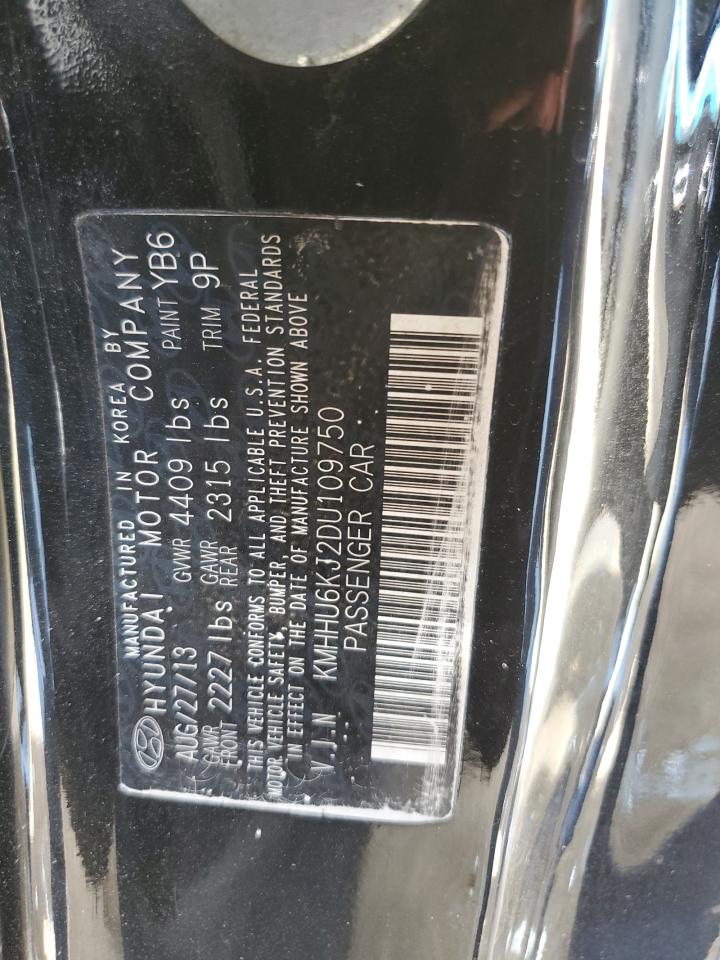 MANUFACTURED IN KOREA BY
HYUNDAI MOTOR COMPANY
AUG/27/13 GVWR 4409 lbs PAINT YB6
GAWR FRONT 2227 lbs GAWR REAR 2315 lbs TRIM 9P
THIS VEHICLE CONFORMS TO ALL APPLICABLE U.S.A. FEDERAL
MOTOR VEHICLE SAFETY, BUMPER, AND THEFT PREVENTION STANDARDS
IN EFFECT ON THE DATE OF MANUFACTURE SHOWN ABOVE
V.I.N KMHHU6KJ2DU109750
PASSENGER CAR